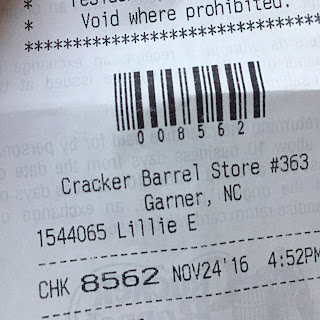 * Void where prohibited. *
********************************
008562
Cracker Barrel Store #363
Garner, NC
1544065 Lillie E
CHK 8562 NOV24'16 4:52PM